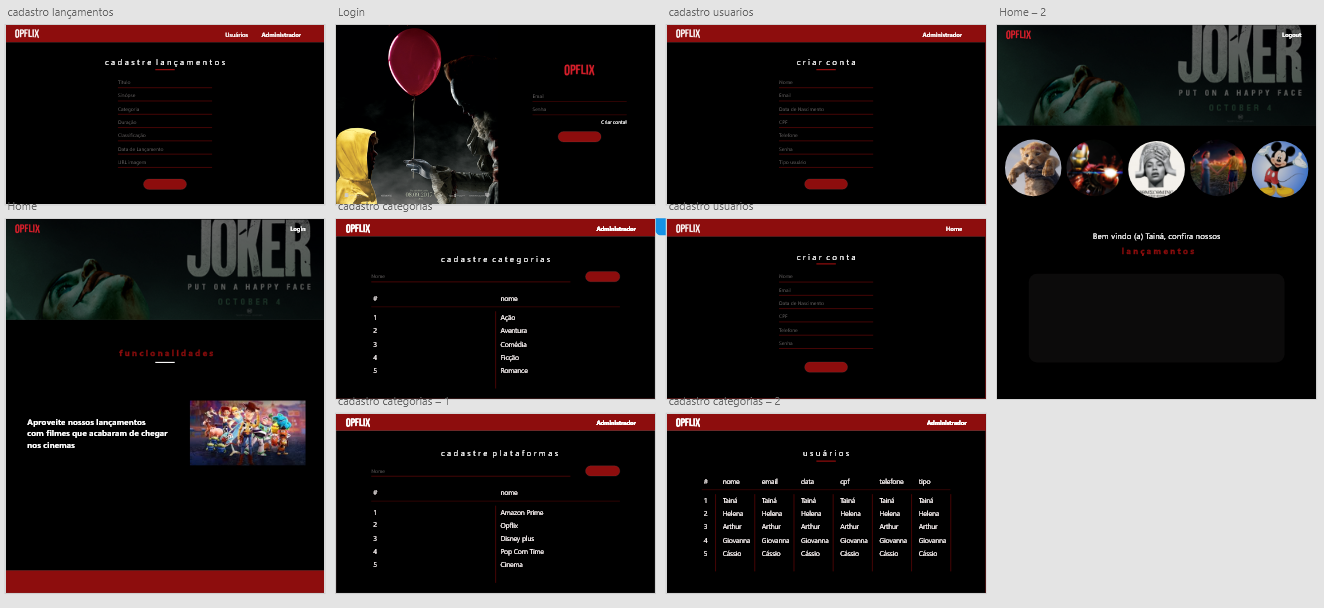 cadastro lançamentos
OPFLIX
Usuários
Administrador
cadastre lançamentos
Título
Sinopse
Categoria
Duração
Classificação
Data de Lançamento
URL Imagem
Login
OPFLIX
Email
Senha
Criar conta!
cadastro usuarios
OPFLIX
Administrador
criar conta
Nome
Email
Data de Nascimento
CPF
Telefone
Senha
Tipo usuário
Home – 2
OPFLIX
Logout
JOKER
PUT ON A HAPPY FACE
OCTOBER 4
Bem vindo (a) Tainá, confira nossos
lançamentos
Home
OPFLIX
Login
JOKER
PUT ON A HAPPY FACE
OCTOBER 4
funcionalidades
Aproveite nossos lançamentos
com filmes que acabaram de chegar
nos cinemas
cadastro categorias
OPFLIX
Administrador
cadastre categorias
Nome
# nome
1 Ação
2 Aventura
3 Comédia
4 Ficção
5 Romance
cadastro usuarios
OPFLIX
Home
criar conta
Nome
Email
Data de Nascimento
CPF
Telefone
Senha
cadastro categorias – 1
OPFLIX
Administrador
cadastre plataformas
Nome
# nome
1 Amazon Prime
2 Opflix
3 Disney plus
4 Pop Corn Time
5 Cinema
cadastro categorias – 2
OPFLIX
Administrador
usuários
# nome email data cpf telefone tipo
1 Tainá Tainá Tainá Tainá Tainá Tainá
2 Helena Helena Helena Helena Helena Helena
3 Arthur Arthur Arthur Arthur Arthur Arthur
4 Giovanna Giovanna Giovanna Giovanna Giovanna Giovanna
5 Cássio Cássio Cássio Cássio Cássio Cássio